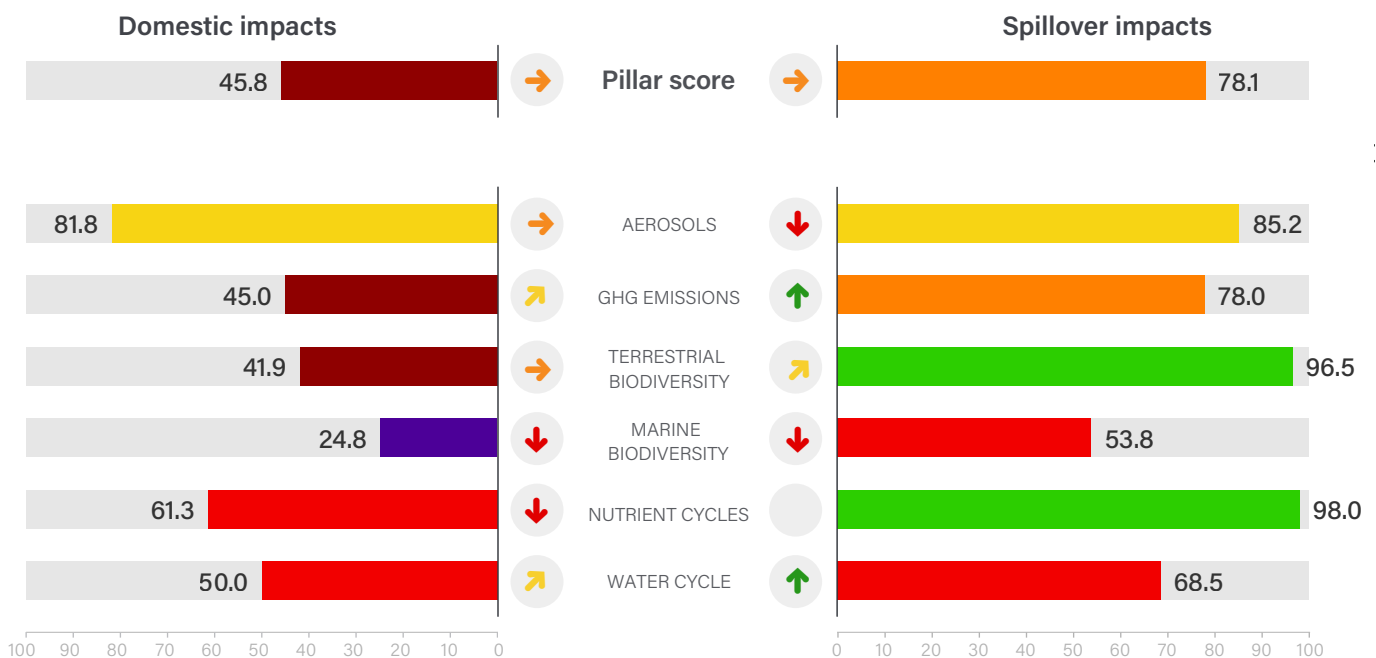 Domestic impacts
Spillover impacts
45.8
Pillar score
78.1
81.8
AEROSOLS
85.2
45.0
GHG EMISSIONS
78.0
41.9
TERRESTRIAL
BIODIVERSITY
96.5
24.8
MARINE
BIODIVERSITY
53.8
61.3
NUTRIENT CYCLES
98.0
50.0
WATER CYCLE
68.5
100 90 80 70 60 50 40 30 20 10 0
0 10 20 30 40 50 60 70 80 90 100